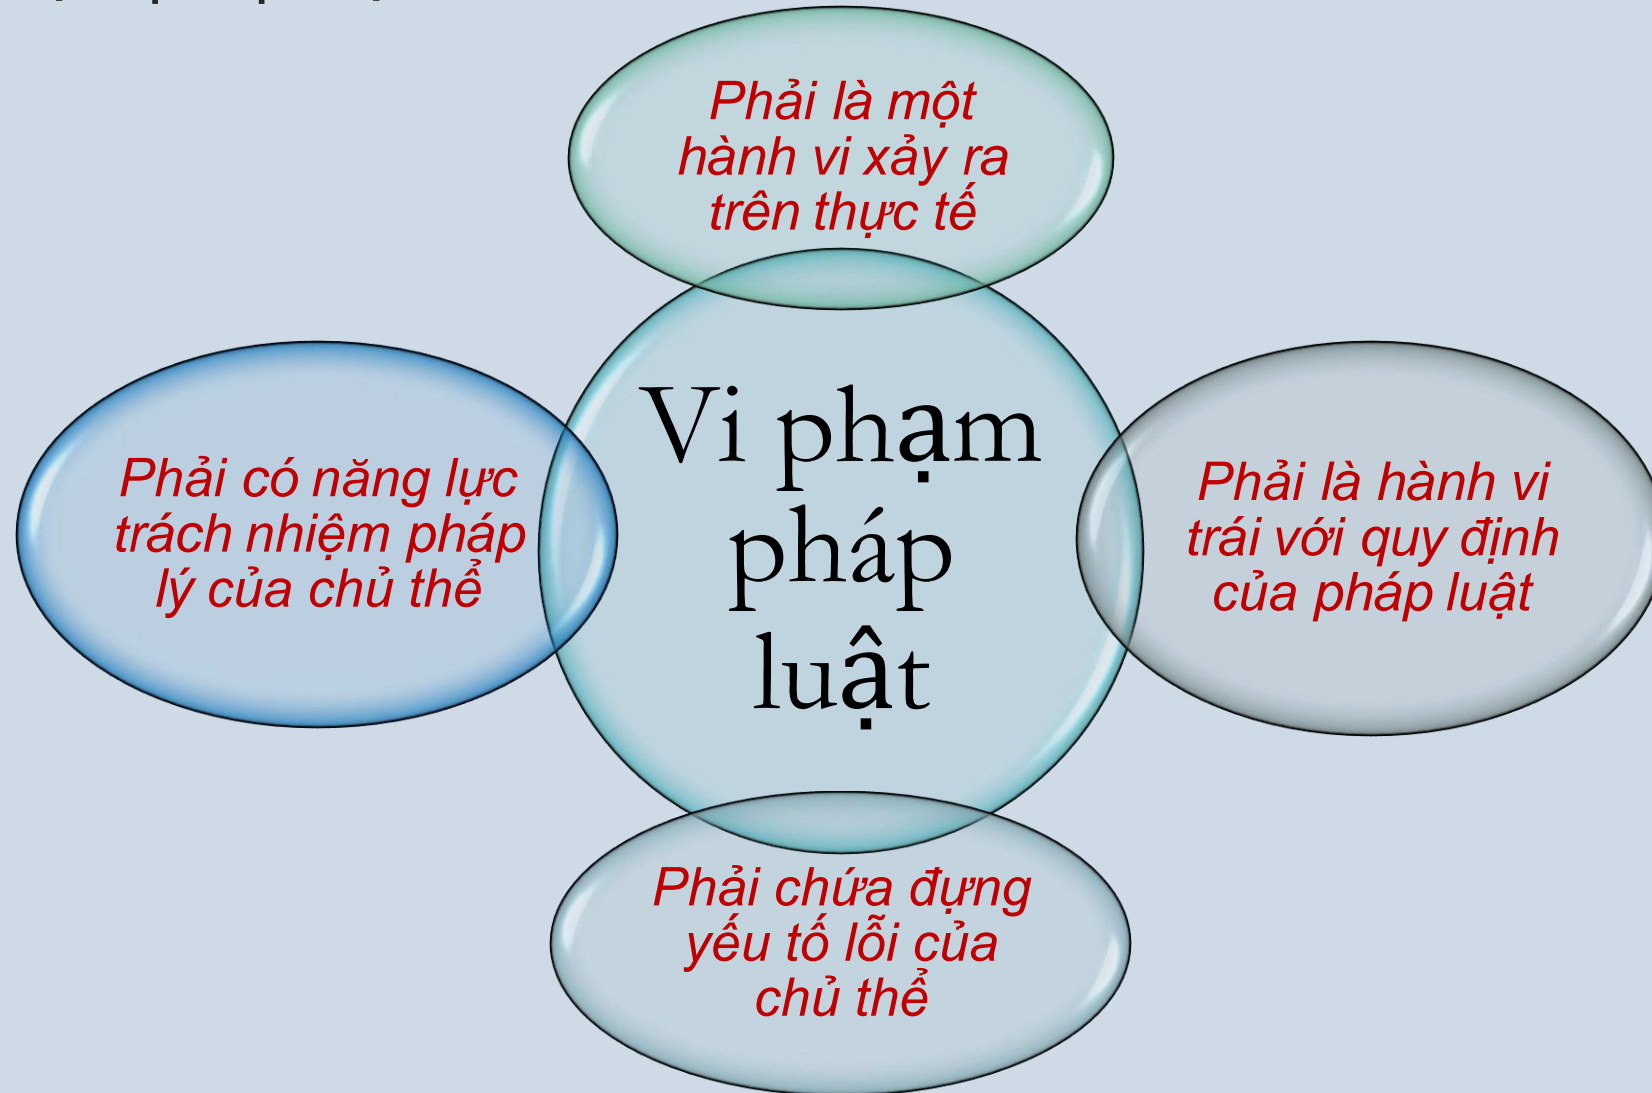 Phải là một
hành vi xảy ra
trên thực tế
Vi phạm
pháp
luật
Phải có năng lực
trách nhiệm pháp
lý của chủ thể
Phải là hành vi
trái với quy định
của pháp luật
Phải chứa đựng
yếu tố lỗi của
chủ thể